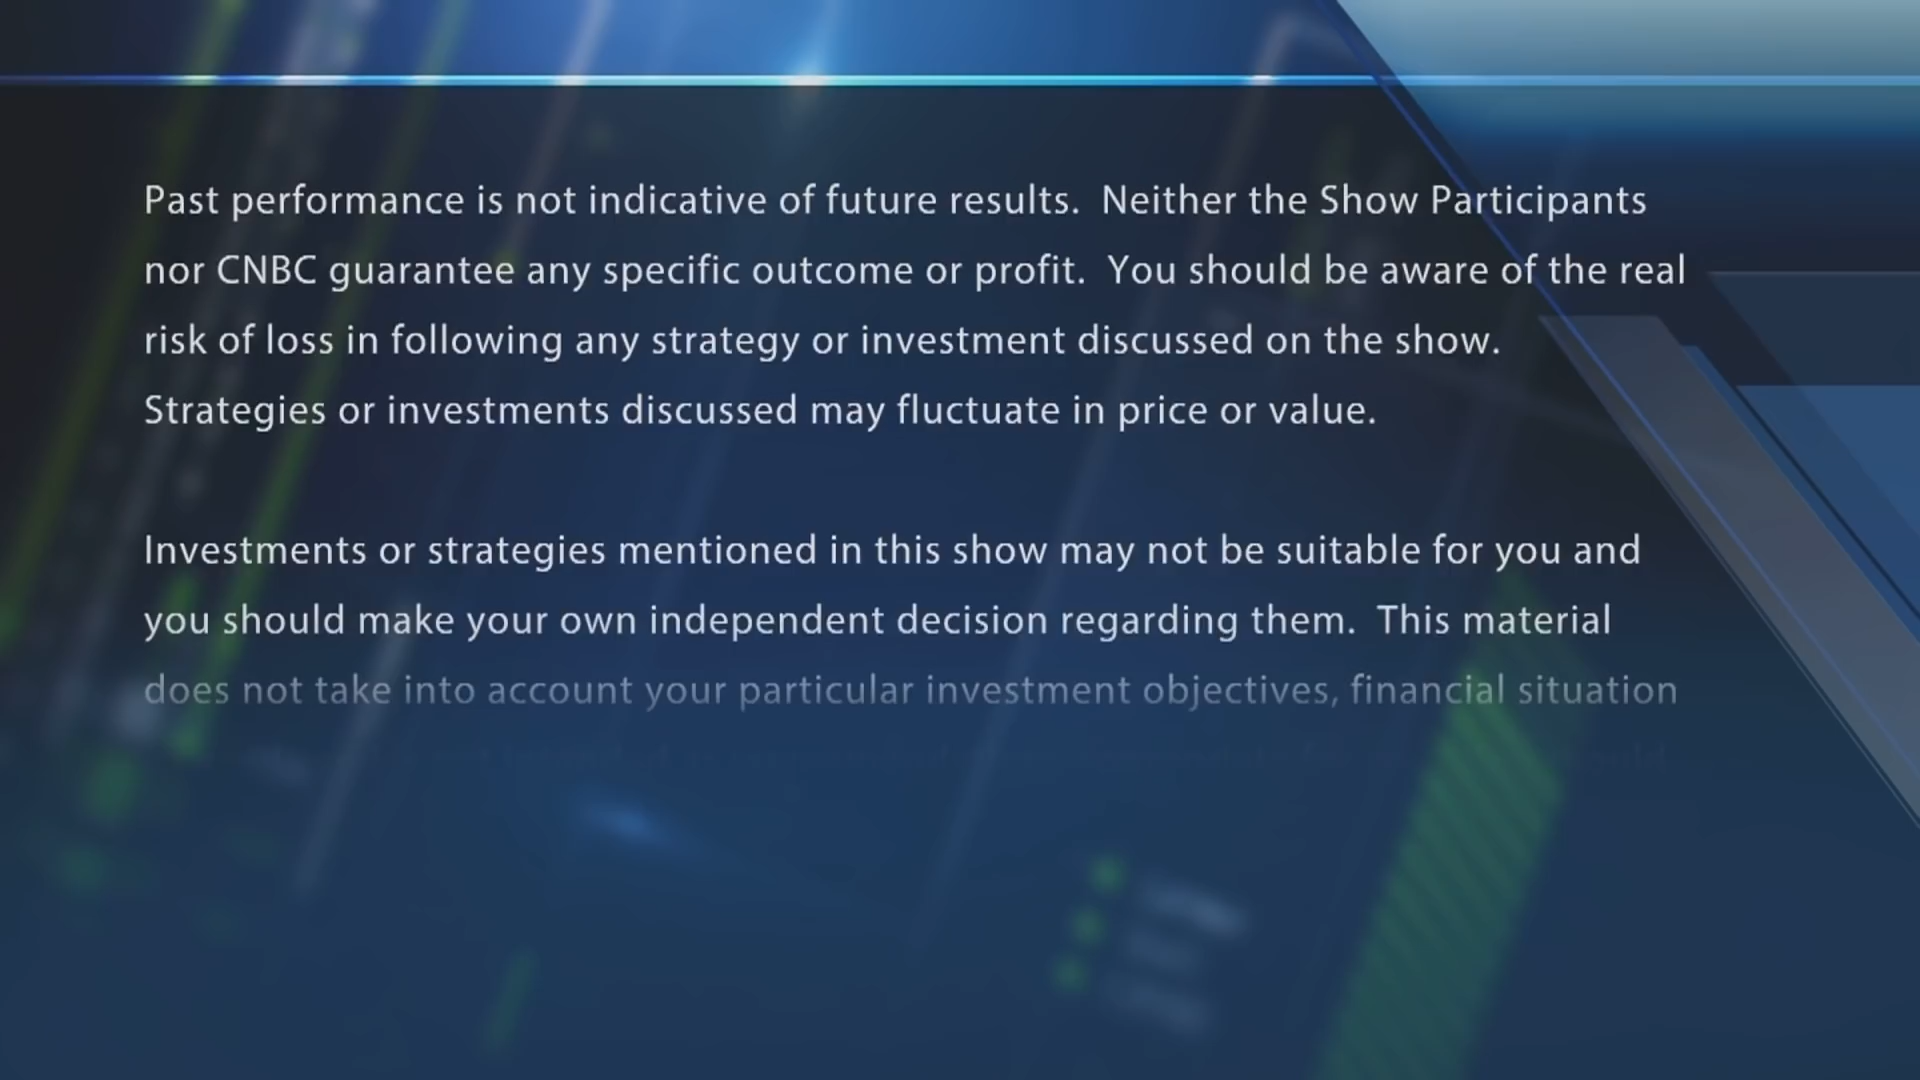 Past performance is not indicative of future results.  Neither the Show Participants
nor CNBC guarantee any specific outcome or profit.  You should be aware of the real
risk of loss in following any strategy or investment discussed on the show.
Strategies or investments discussed may fluctuate in price or value.
Investments or strategies mentioned in this show may not be suitable for you and
you should make your own independent decision regarding them.  This material
does not take into account your particular investment objectives, financial situation